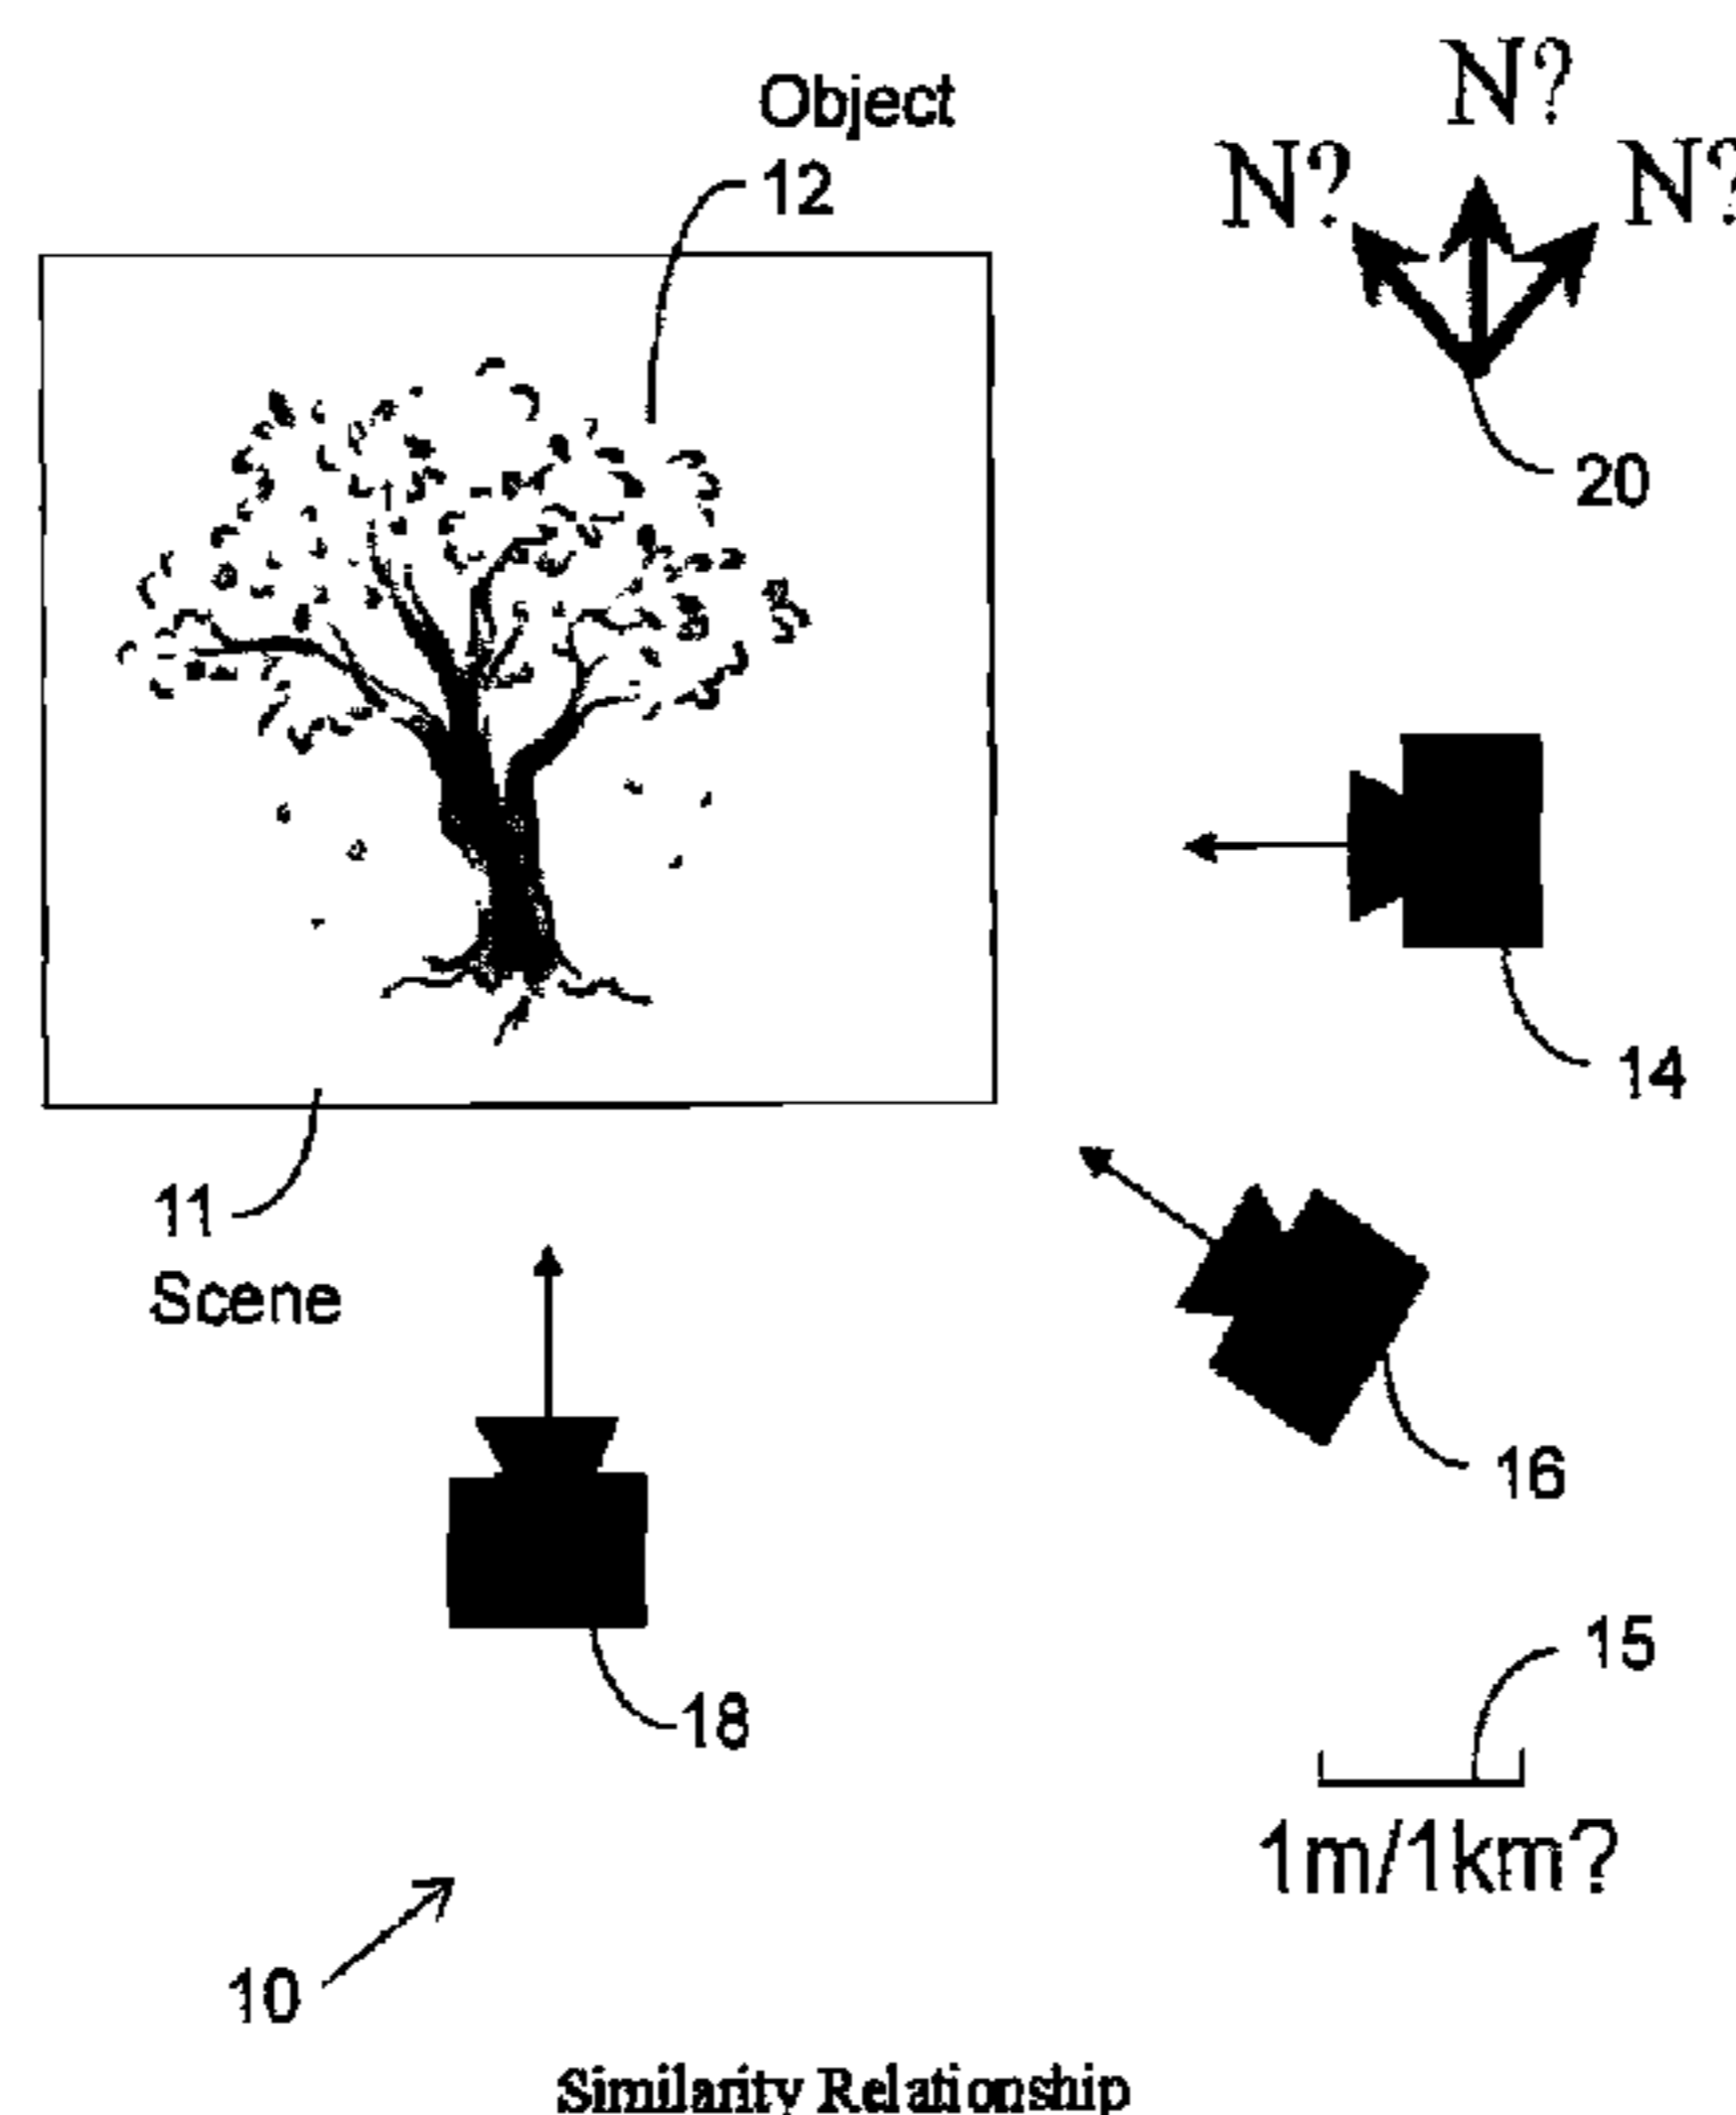 Object
12
N?
N?
N?
20
14
11
Scene
16
18
15
1m/1km?
10
Similarity Relationship